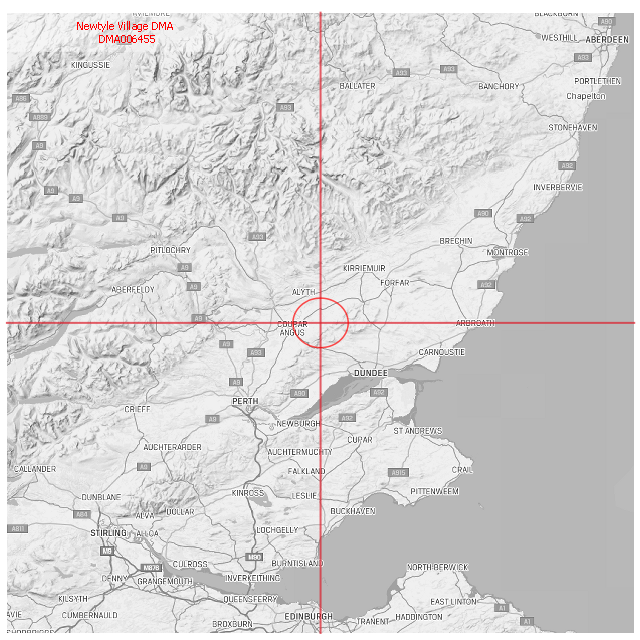 BLACKBURN
Newtyle Village DMA
DMA006455
A90
WESTHILL
ABERDEEN
A93
KINGUSSIE
A93
A93
PORTLETHEN
BALLATER
BANCHORY
Chapelton
A86
A93
A889
STONEHAVEN
A9
A92
INVERBERVIE
A9
A9
A90
A9
A92
A93
BRECHIN
PITLOCHRY
MONTROSE
A9
KIRRIEMUIR
FORFAR
A9
A92
ABERFELDY
ALYTH
A9
COUPAR
ANGUS
ARBROATH
A9
A93
CARNOUSTIE
DUNDEE
A9
A90
A92
PERTH
CRIEFF
A9
A92
NEWBURGH
ST ANDREWS
CUPAR
AUCHTERARDER
AUCHTERMUCHTY
A9
CALLANDER
FALKLAND
A915
CRAIL
DUNBLANE
KINROSS
LESLIE
PITTENWEEM
A84
ALVA
DOLLAR
BUCKHAVEN
A811
STIRLING
ALLOA
LOCHGELLY
M9
M90
CULROSS
BURNTISLAND
M876
NORTH BERWICK
DENNY
GRANGEMOUTH
INVERKEITHING
KILSYTH
QUEENSFERRY
EAST LINTON
A1
CUMBERNAULD
EDINBURGH
HADDINGTON
BROXBURN
TRANENT
A1